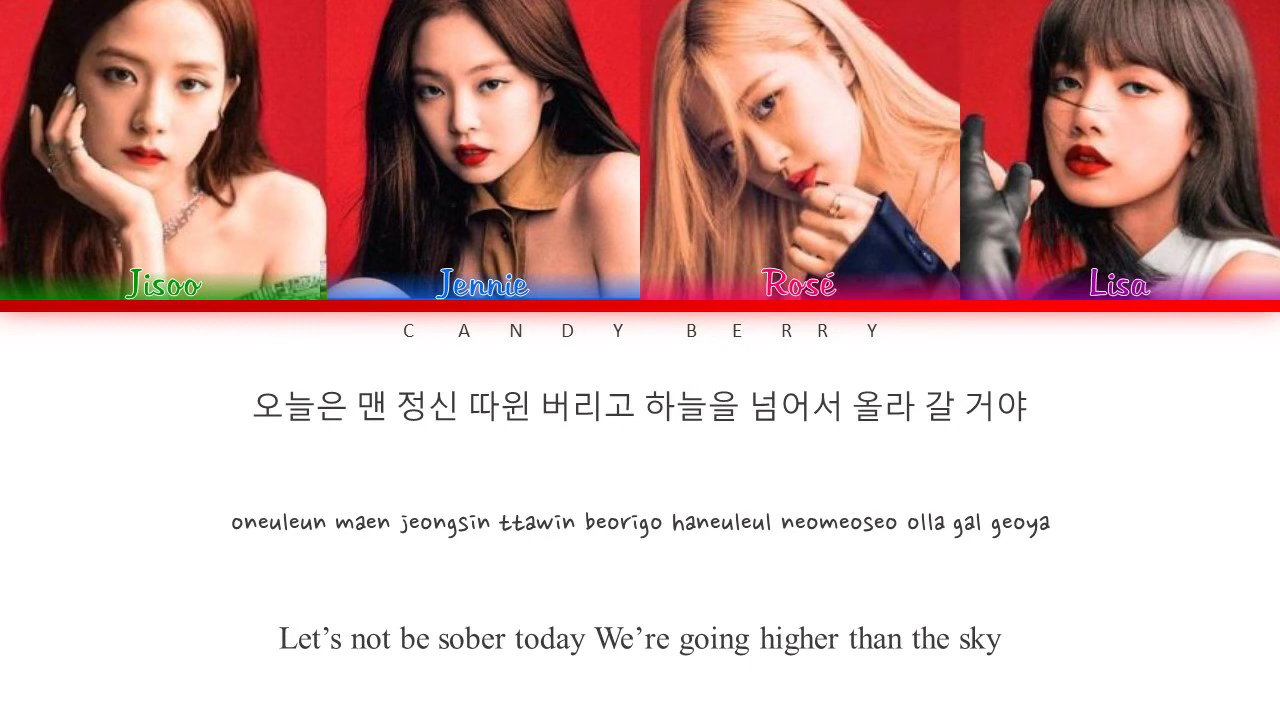 Jisoo Jennie Rosé Lisa
CANDY BERRY
오늘은 맨 정신 따윈 버리고 하늘을 넘어서 올라 갈 거야
oneuleun maen jeongsin ttawin beorigo haneuleul neomeoseo olla gal geoya
Let’s not be sober today We’re going higher than the sky